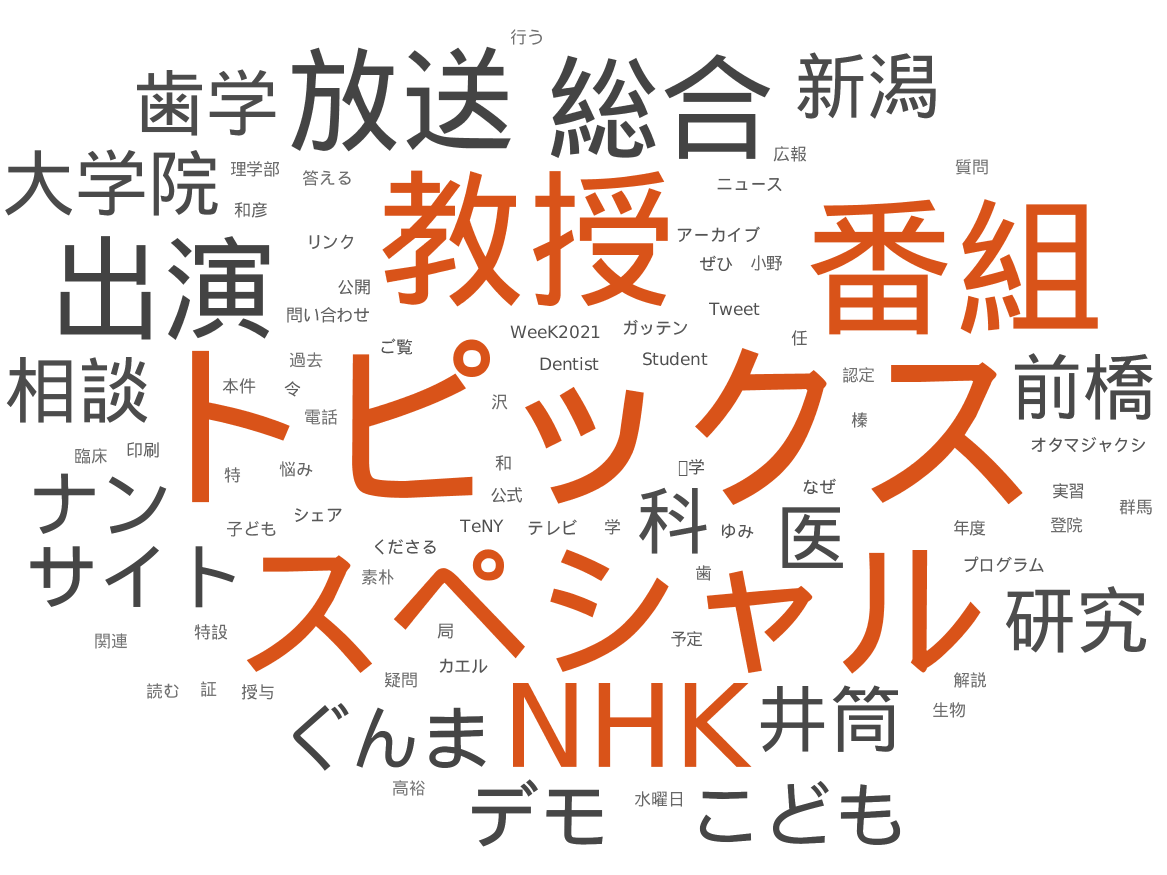 行う
歯学 放送 総合 新潟
広報
大学院 理学部 答える 教授 ニュース 質問
和彦 番組
出演 リンク アーカイブ
ぜひ 小野
公開
問い合わせ WeeK2021 ガッテン Tweet
ご覧 Dentist Student 任
相談 過去 トピックス 認定 前橋
本件 令 沢
電話 榛
臨床 印刷 オタマジャクシ
特 悩み 和 学
ナン 公式 科 なぜ 実習
シェア 医 群馬
子ども TeNY テレビ 学 ゆみ 年度 登院
サイト くださる プログラム
素朴 スペシャル 歯
研究
関連 特設 局 予定
カエル
読む 証 授与 疑問 解説
ぐんま NHK 井筒 生物
高裕 デモ 水曜日 こども